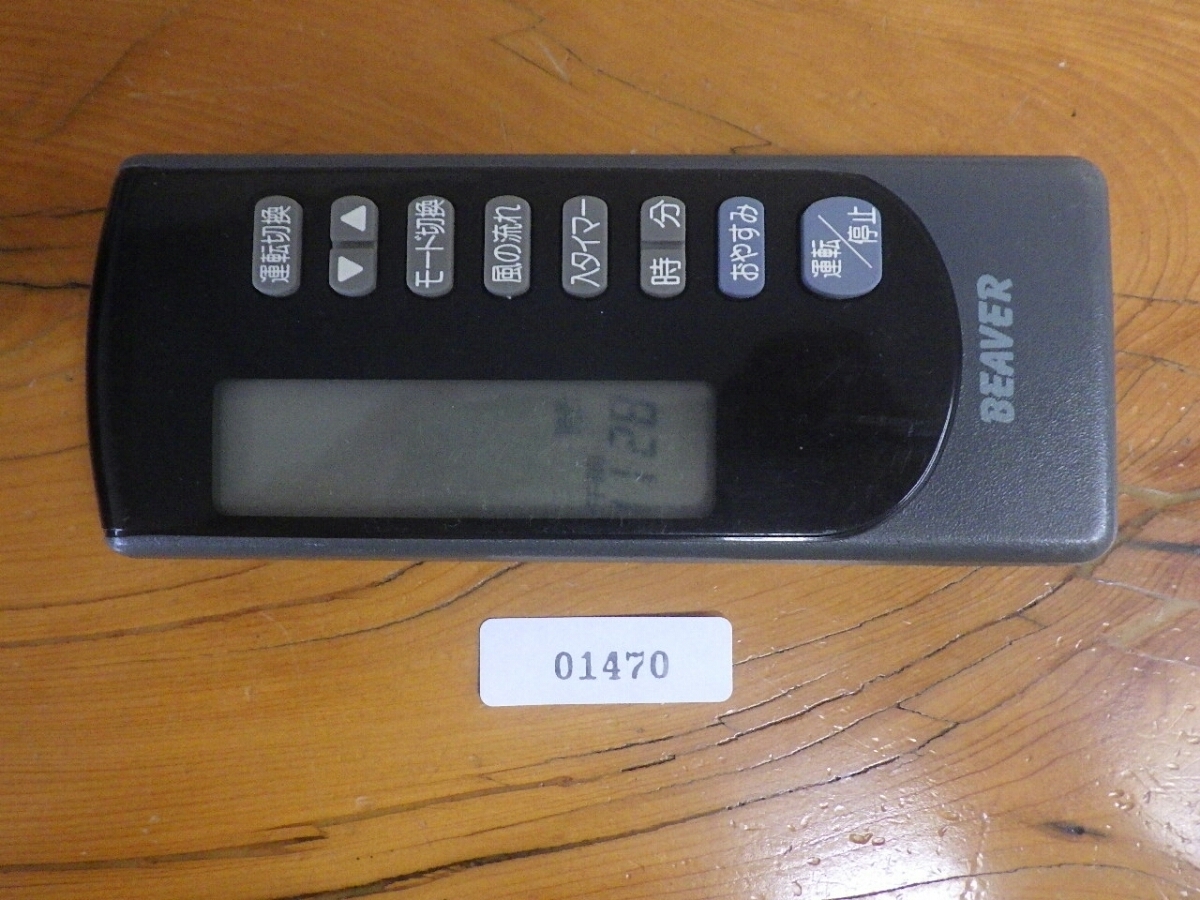 BEAVER
運転/停止
おやすみ
時 分
入タイマー
風の流れ
モード切換
▼ ▲
運転切換
01470